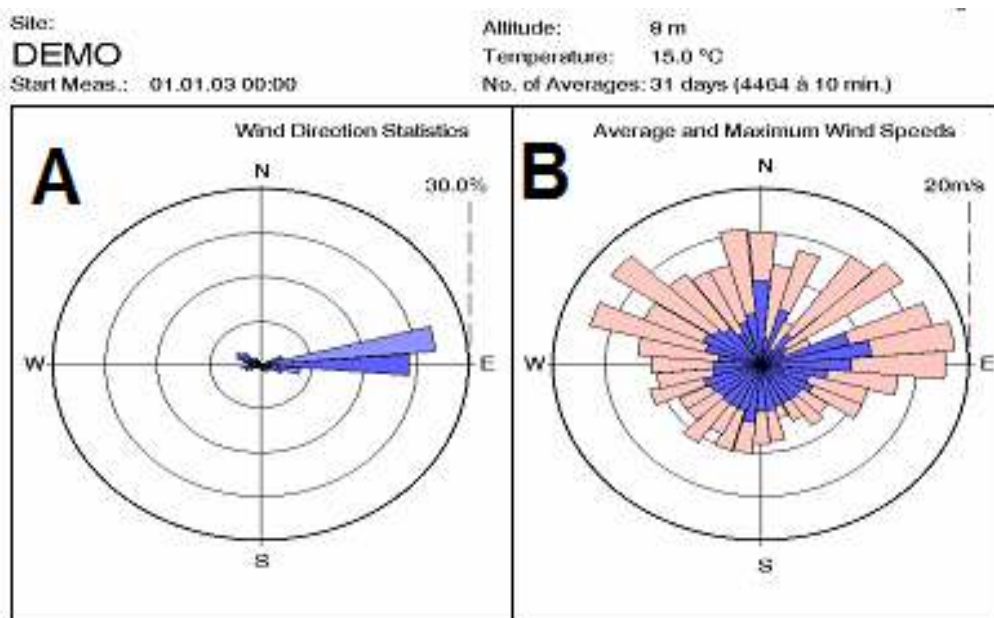 Site:
DEMO
Start Meas.: 01.01.03 00:00
Altitude: 9 m
Temperature: 15.0 °C
No. of Averages: 31 days (4464 à 10 min.)
A
Wind Direction Statistics
N
30.0%
W
E
S
B
Average and Maximum Wind Speeds
N
20m/s
W
E
S